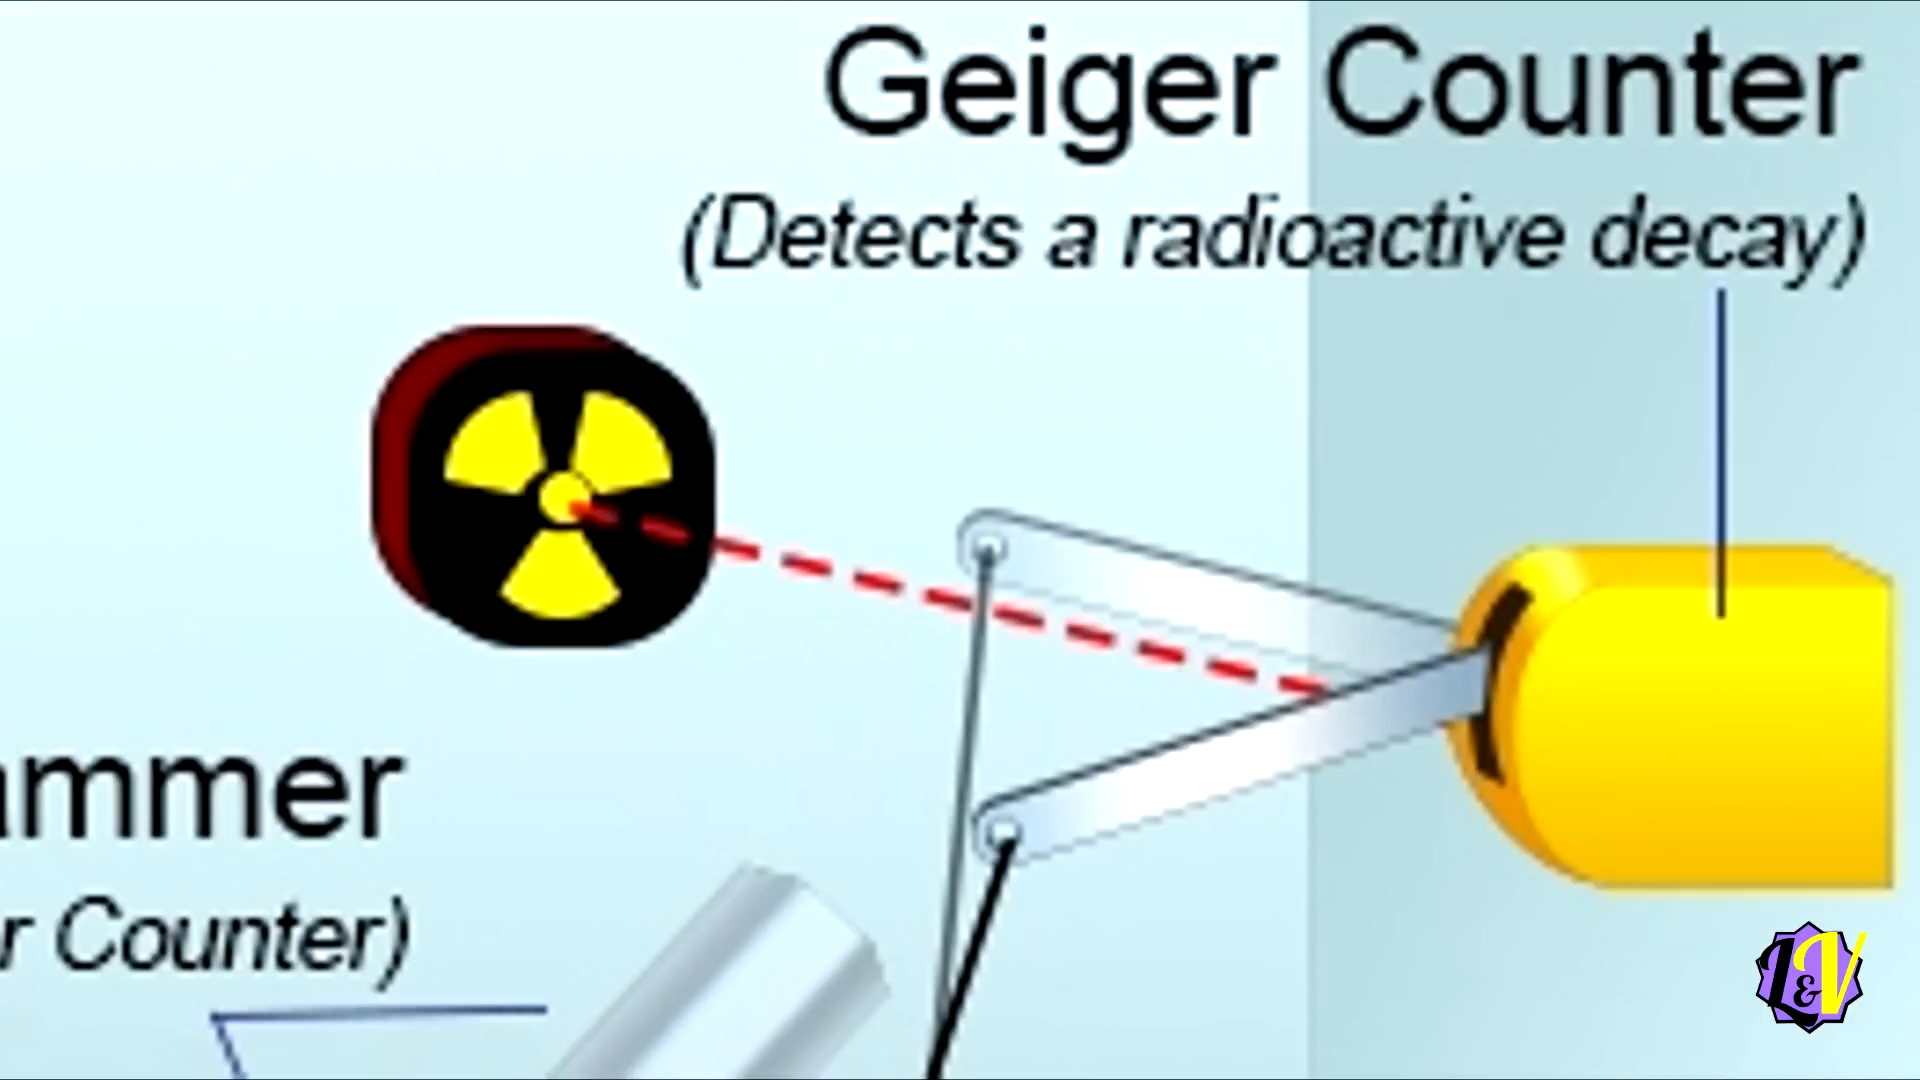 Geiger Counter
(Detects a radioactive decay)
ammer
r Counter)
L&V